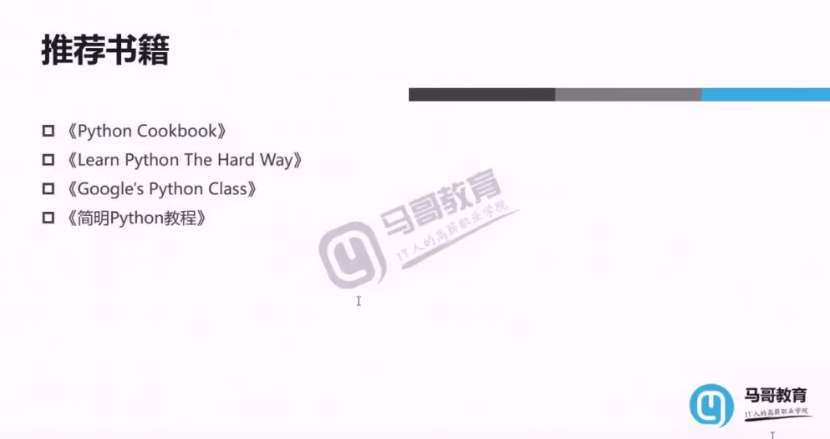 推荐书籍
《Python Cookbook》
《Learn Python The Hard Way》
《Google's Python Class》
《简明Python教程》
马哥教育
IT人的高薪职业学院
马哥教育
IT人的高薪职业学院